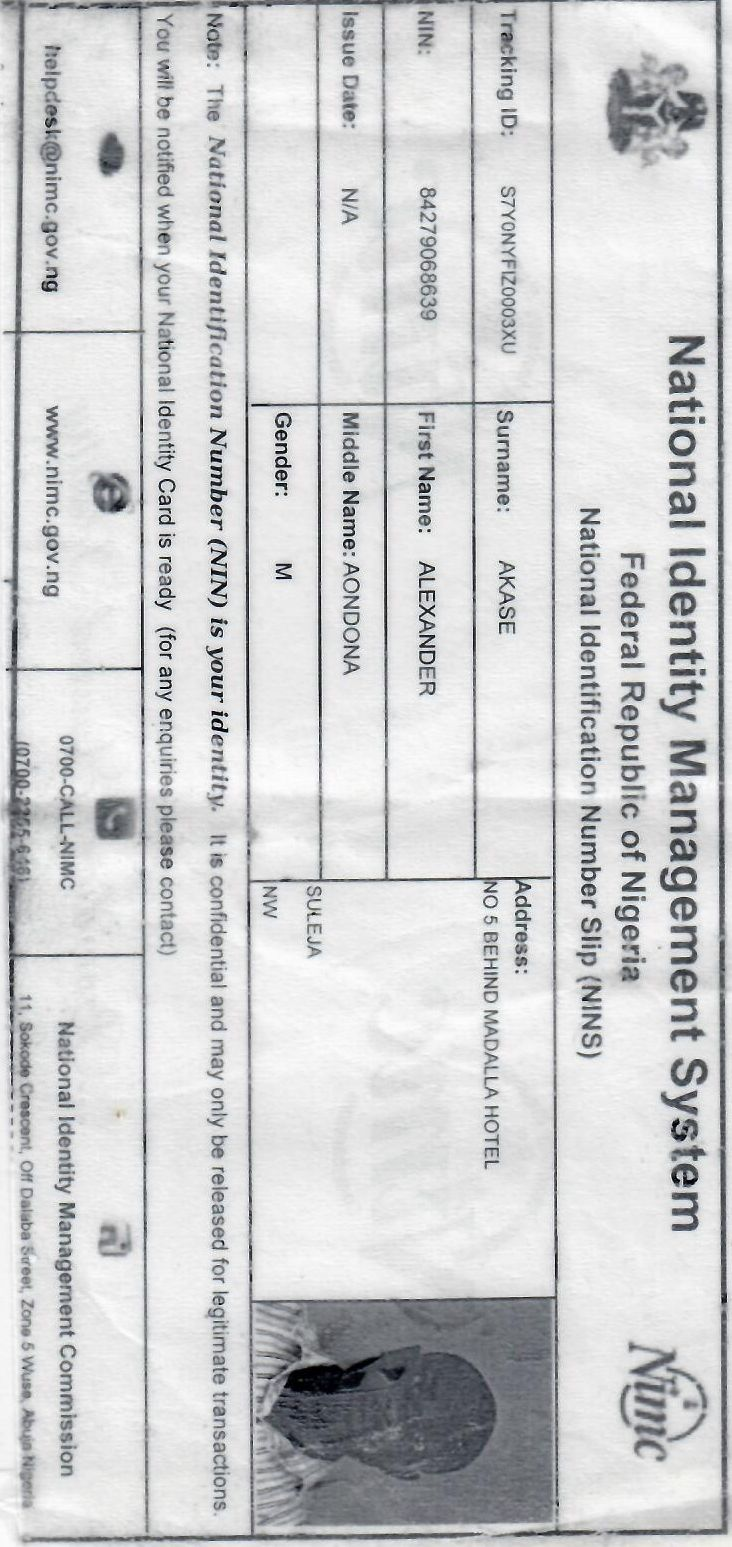 National Identity Management System
Federal Republic of Nigeria
National Identification Number Slip (NINS)
Nimc
Tracking ID: S7Y0NYFIZ0003XU
Surname: AKASE
Address:
NO 5 BEHIND MADALLA HOTEL
NIN: 84279068639
First Name: ALEXANDER
Issue Date: N/A
Middle Name: AONDONA
SULEJA
Gender: M
NW
Note: The National Identification Number (NIN) is your identity. It is confidential and may only be released for legitimate transactions.
You will be notified when your National Identity Card is ready (for any enquiries please contact)
helpdesk@nimc.gov.ng
www.nimc.gov.ng
0700-CALL-NIMC
(0700-2255-646)
National Identity Management Commission
11, Sokode Crescent, Off Dalaba Street, Zone 5 Wuse, Abuja Nigeria